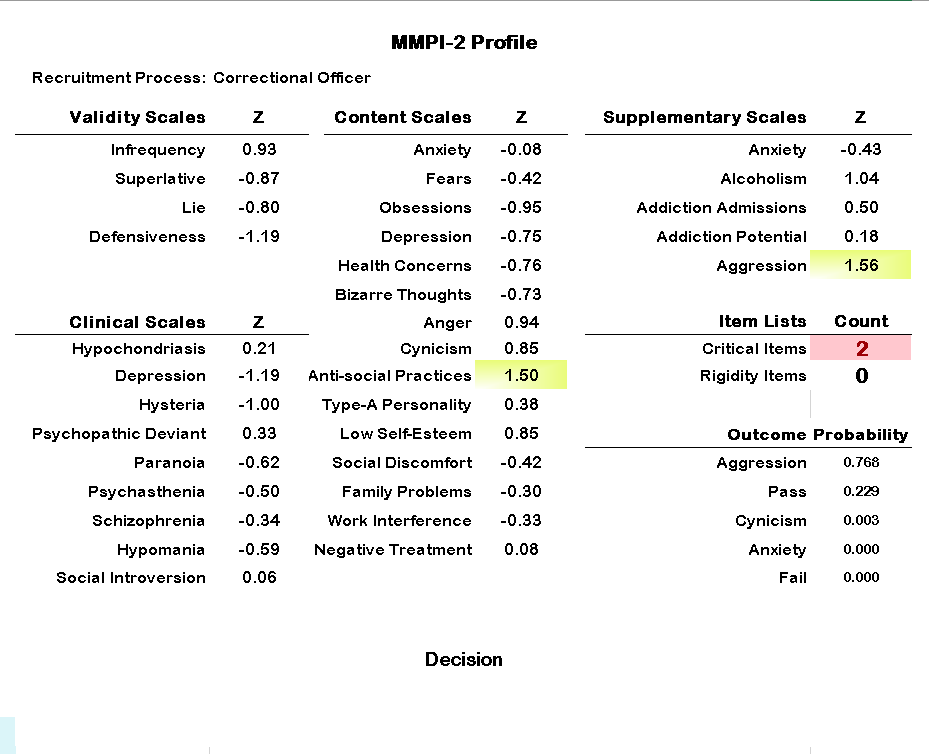 MMPI-2 Profile
Recruitment Process: Correctional Officer
Validity Scales Z
Infrequency 0.93
Superlative -0.87
Lie -0.80
Defensiveness -1.19
Clinical Scales Z
Hypochondriasis 0.21
Depression -1.19
Hysteria -1.00
Psychopathic Deviant 0.33
Paranoia -0.62
Psychasthenia -0.50
Schizophrenia -0.34
Hypomania -0.59
Social Introversion 0.06
Content Scales Z
Anxiety -0.08
Fears -0.42
Obsessions -0.95
Depression -0.75
Health Concerns -0.76
Bizarre Thoughts -0.73
Anger 0.94
Cynicism 0.85
Anti-social Practices 1.50
Type-A Personality 0.38
Low Self-Esteem 0.85
Social Discomfort -0.42
Family Problems -0.30
Work Interference -0.33
Negative Treatment 0.08
Supplementary Scales Z
Anxiety -0.43
Alcoholism 1.04
Addiction Admissions 0.50
Addiction Potential 0.18
Aggression 1.56
Item Lists Count
Critical Items 2
Rigidity Items 0
Outcome Probability
Aggression 0.768
Pass 0.229
Cynicism 0.003
Anxiety 0.000
Fail 0.000
Decision